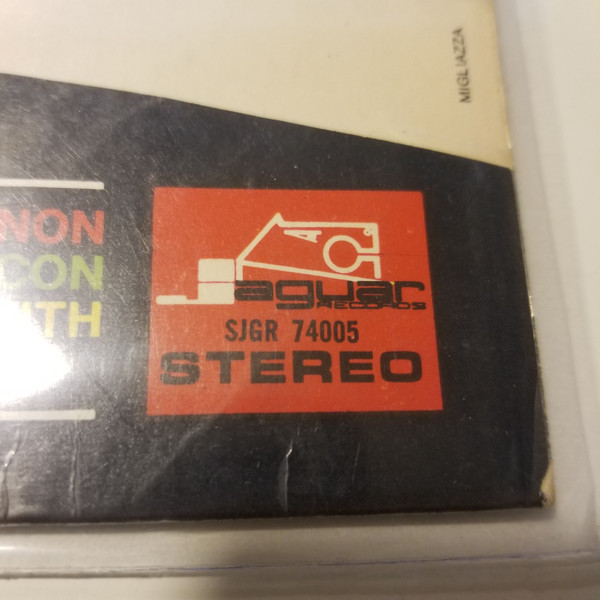 MIGLIAZZA
NON
CON
ITH
Jaguar
RECORDS
SJGR 74005
STEREO